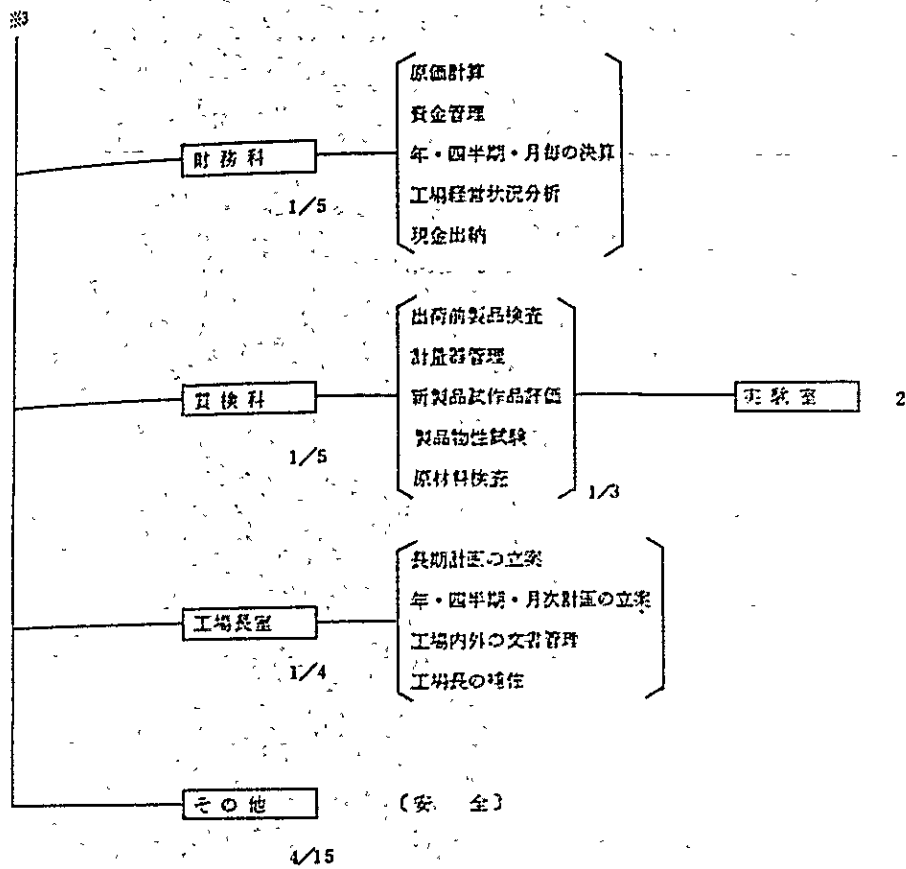 ※3
原価計算
資金管理
年・四半期・月毎の決算
工場経営状況分析
現金出納
財務科
1/5
出荷前製品検査
計量器管理
新製品試作品評価
製品物性試験
原材料検査
質検科
1/5
1/3
実験室
2
長期計画の立案
年・四半期・月次計画の立案
工場内外の文書管理
工場長の補佐
工場長室
1/4
その他
(安 全)
4/15